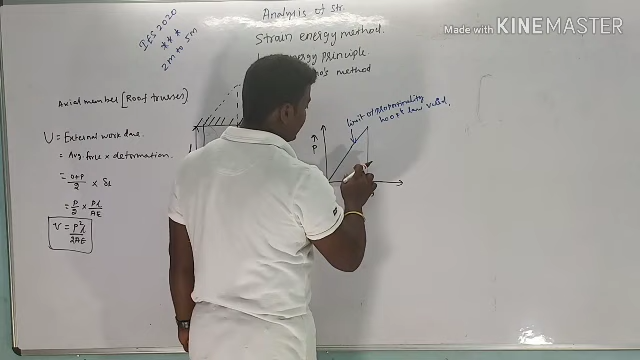 Made with KINEMASTER
IES 2020
***
2m to 5m
Analysis of Str.
Strain energy method.
energy principle.
method
Axial member [Roof trusses]
U = External work done
= Avg force × deformation.
= 0+P/2 × δl
= P/2 × Pl/AE
U = P²l/2AE
limit of proportionality
hook's law valid.
P